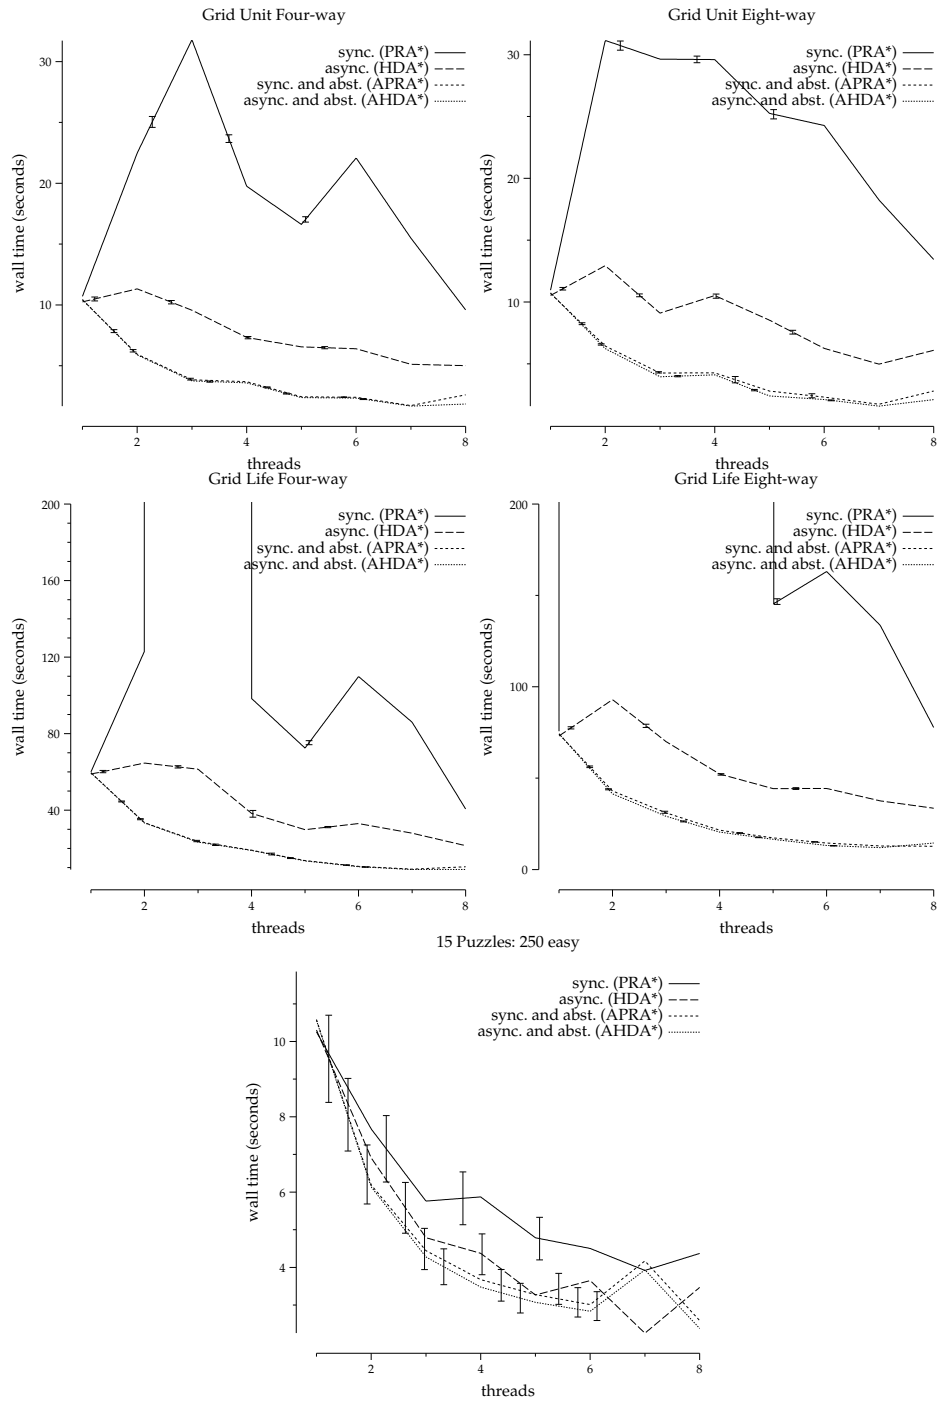 Grid Unit Four-way
sync. (PRA*)
async. (HDA*)
sync. and abst. (APRA*)
async. and abst. (AHDA*)
wall time (seconds)
30
20
10
2 4 6 8
threads
Grid Unit Eight-way
sync. (PRA*)
async. (HDA*)
sync. and abst. (APRA*)
async. and abst. (AHDA*)
wall time (seconds)
30
20
10
2 4 6 8
threads
Grid Life Four-way
sync. (PRA*)
async. (HDA*)
sync. and abst. (APRA*)
async. and abst. (AHDA*)
wall time (seconds)
200
160
120
80
40
2 4 6 8
threads
Grid Life Eight-way
sync. (PRA*)
async. (HDA*)
sync. and abst. (APRA*)
async. and abst. (AHDA*)
wall time (seconds)
200
100
0
2 4 6 8
threads
15 Puzzles: 250 easy
sync. (PRA*)
async. (HDA*)
sync. and abst. (APRA*)
async. and abst. (AHDA*)
wall time (seconds)
10
8
6
4
2 4 6 8
threads